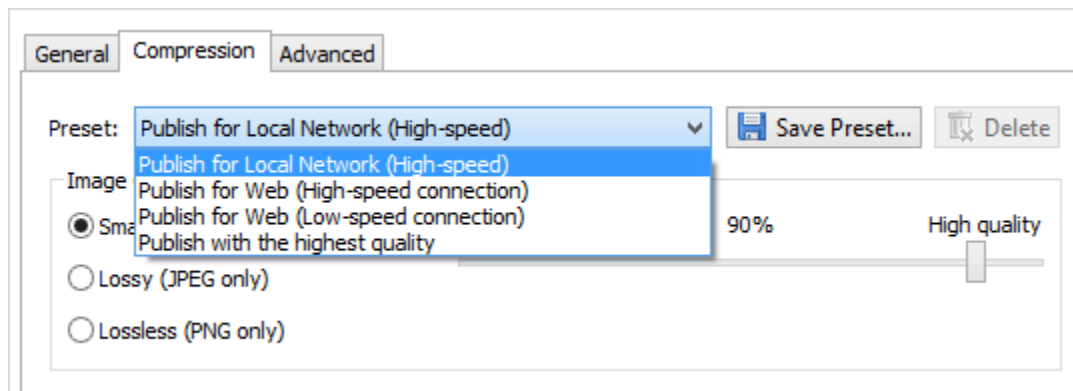 General Compression Advanced
Preset: Publish for Local Network (High-speed) Save Preset... Delete
Publish for Local Network (High-speed)
Image
Publish for Web (High-speed connection)
Publish for Web (Low-speed connection)
90% High quality
Publish with the highest quality
Lossy (JPEG only)
Lossless (PNG only)